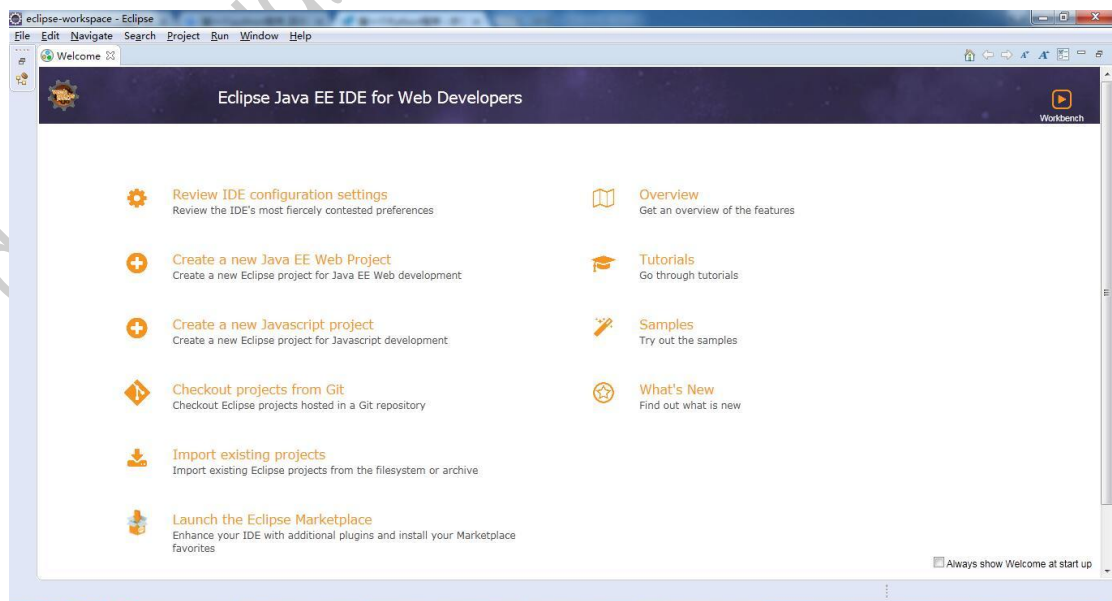 eclipse-workspace - Eclipse
File Edit Navigate Search Project Run Window Help
Welcome
Eclipse Java EE IDE for Web Developers
Workbench
Review IDE configuration settings
Review the IDE's most fiercely contested preferences
Create a new Java EE Web Project
Create a new Eclipse project for Java EE Web development
Create a new Javascript project
Create a new Eclipse project for Javascript development
Checkout projects from Git
Checkout Eclipse projects hosted in a Git repository
Import existing projects
Import existing Eclipse projects from the filesystem or archive
Launch the Eclipse Marketplace
Enhance your IDE with additional plugins and install your Marketplace
favorites
Overview
Get an overview of the features
Tutorials
Go through tutorials
Samples
Try out the samples
What's New
Find out what is new
Always show Welcome at start up